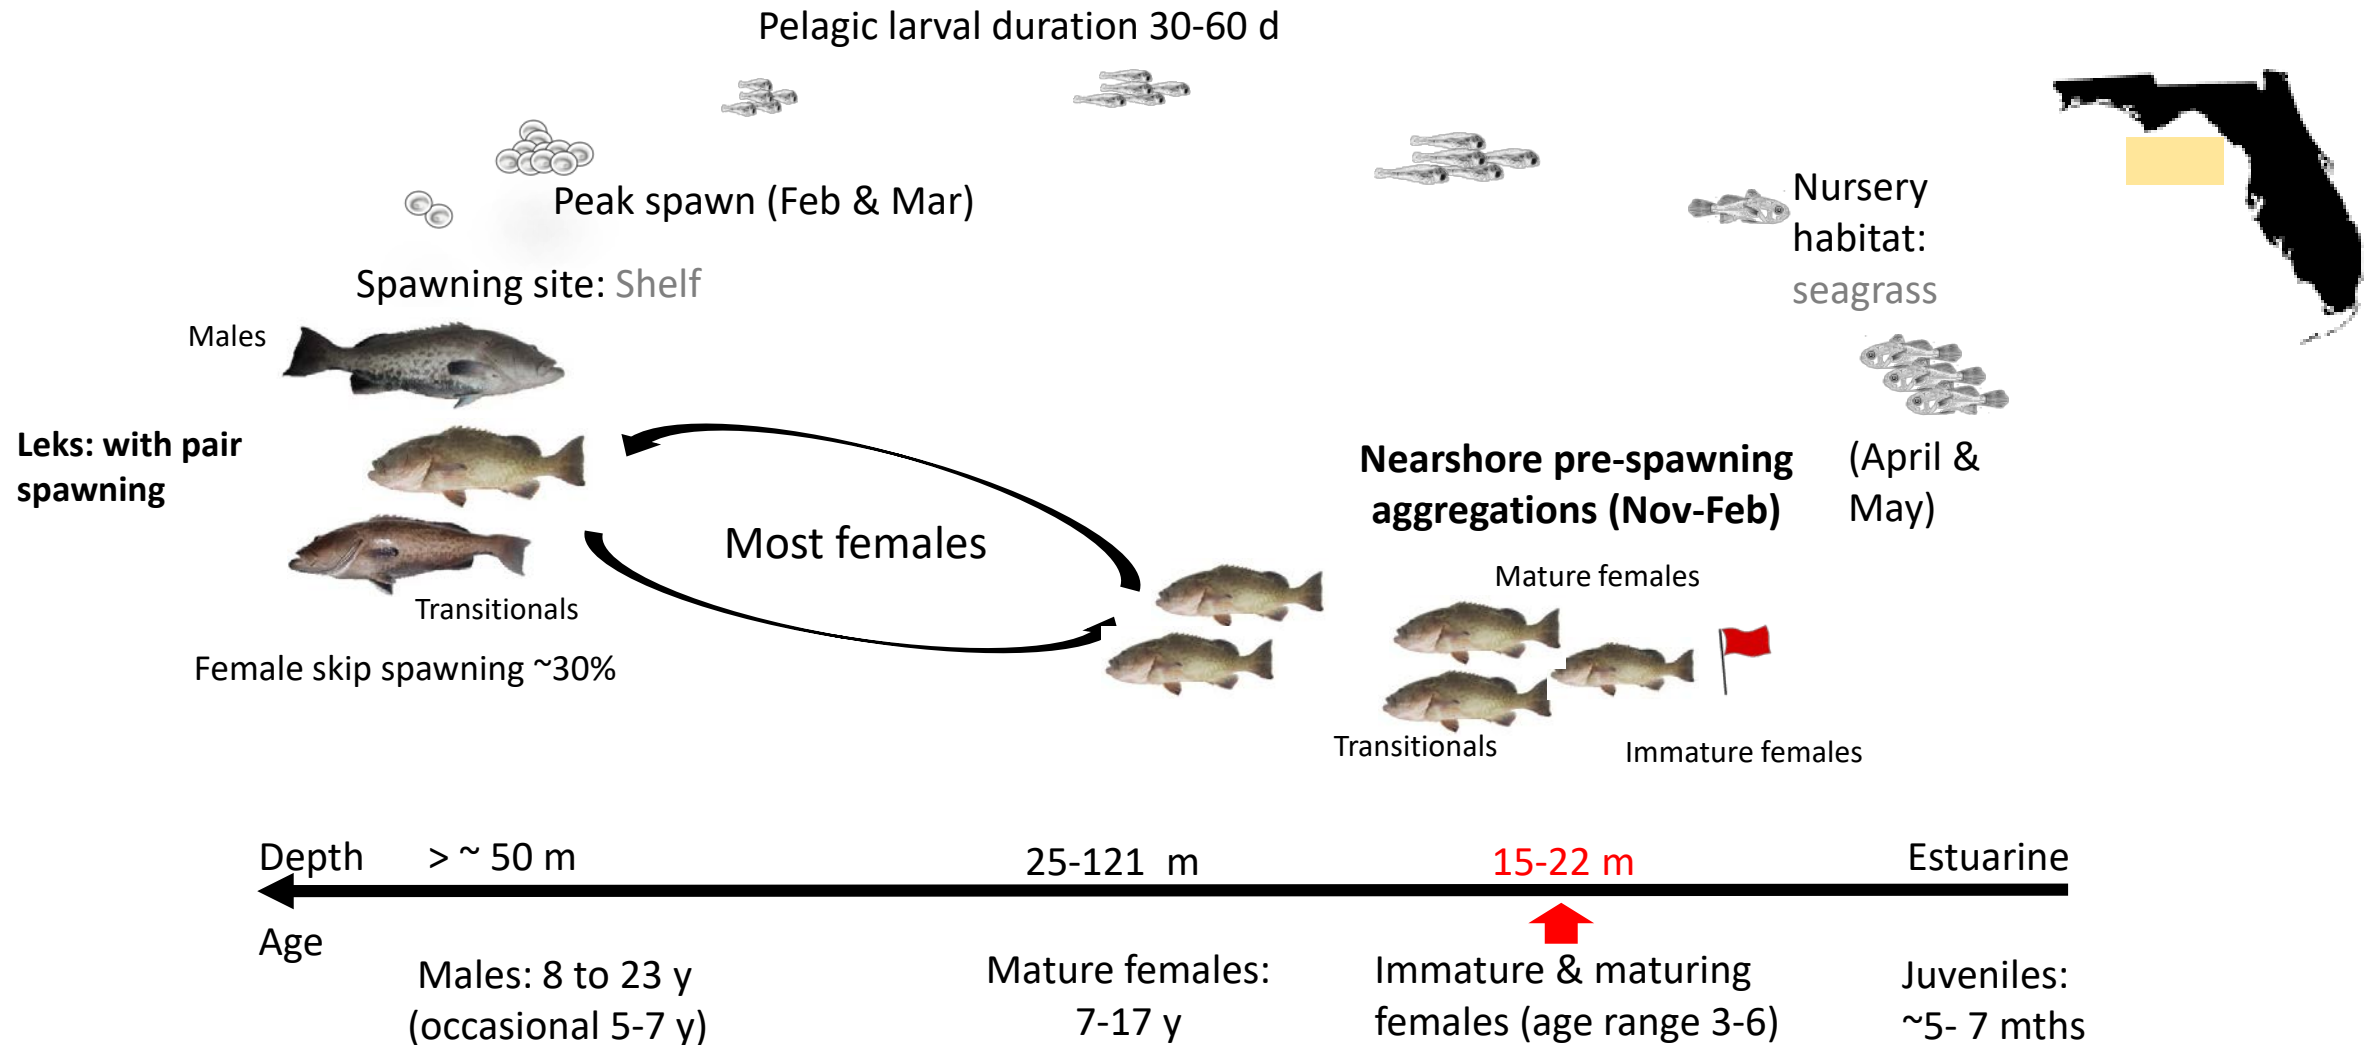 Pelagic larval duration 30-60 d
Peak spawn (Feb & Mar)
Nursery
habitat:
seagrass
Spawning site: Shelf
Males
Leks: with pair
spawning
Nearshore pre-spawning
aggregations (Nov-Feb)
(April &
May)
Most females
Mature females
Transitionals
Female skip spawning ~30%
Transitionals
Immature females
Depth
> ~ 50 m
25-121 m
15-22 m
Estuarine
Age
Males: 8 to 23 y
(occasional 5-7 y)
Mature females:
7-17 y
Immature & maturing
females (age range 3-6)
Juveniles:
~5- 7 mths